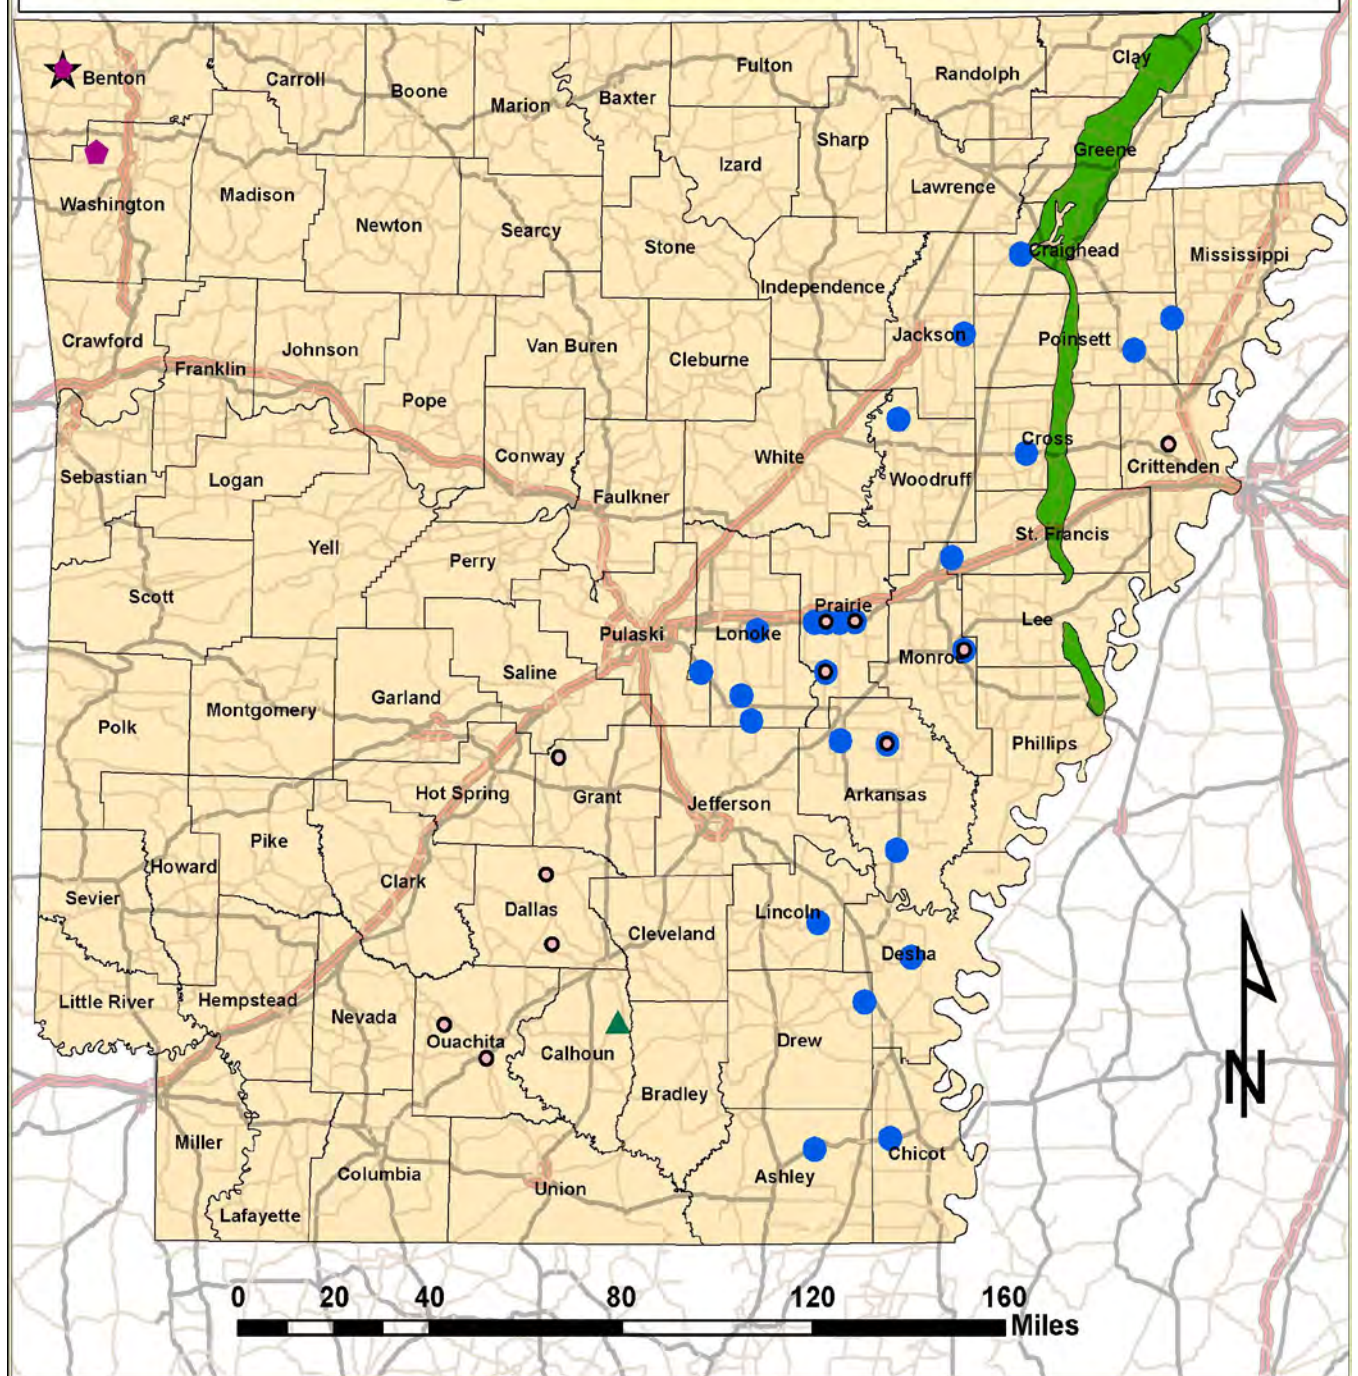 Clay
Fulton
Randolph
Benton
Carroll
Boone
Marion
Baxter
Sharp
Greene
Izard
Lawrence
Madison
Washington
Newton
Searcy
Stone
Craighead
Mississippi
Independence
Crawford
Jackson
Poinsett
Van Buren
Johnson
Cleburne
Franklin
Pope
Cross
Conway
White
Crittenden
Sebastian
Logan
Woodruff
Faulkner
St. Francis
Yell
Perry
Scott
Prairie
Lee
Pulaski
Lonoke
Monroe
Saline
Garland
Montgomery
Polk
Phillips
Hot Spring
Grant
Arkansas
Jefferson
Pike
Howard
Clark
Sevier
Dallas
Lincoln
Cleveland
Desha
Little River
Hempstead
Nevada
Ouachita
Drew
Calhoun
Bradley
N
Miller
Chicot
Columbia
Ashley
Union
Lafayette
0 20 40 80 120 160
Miles